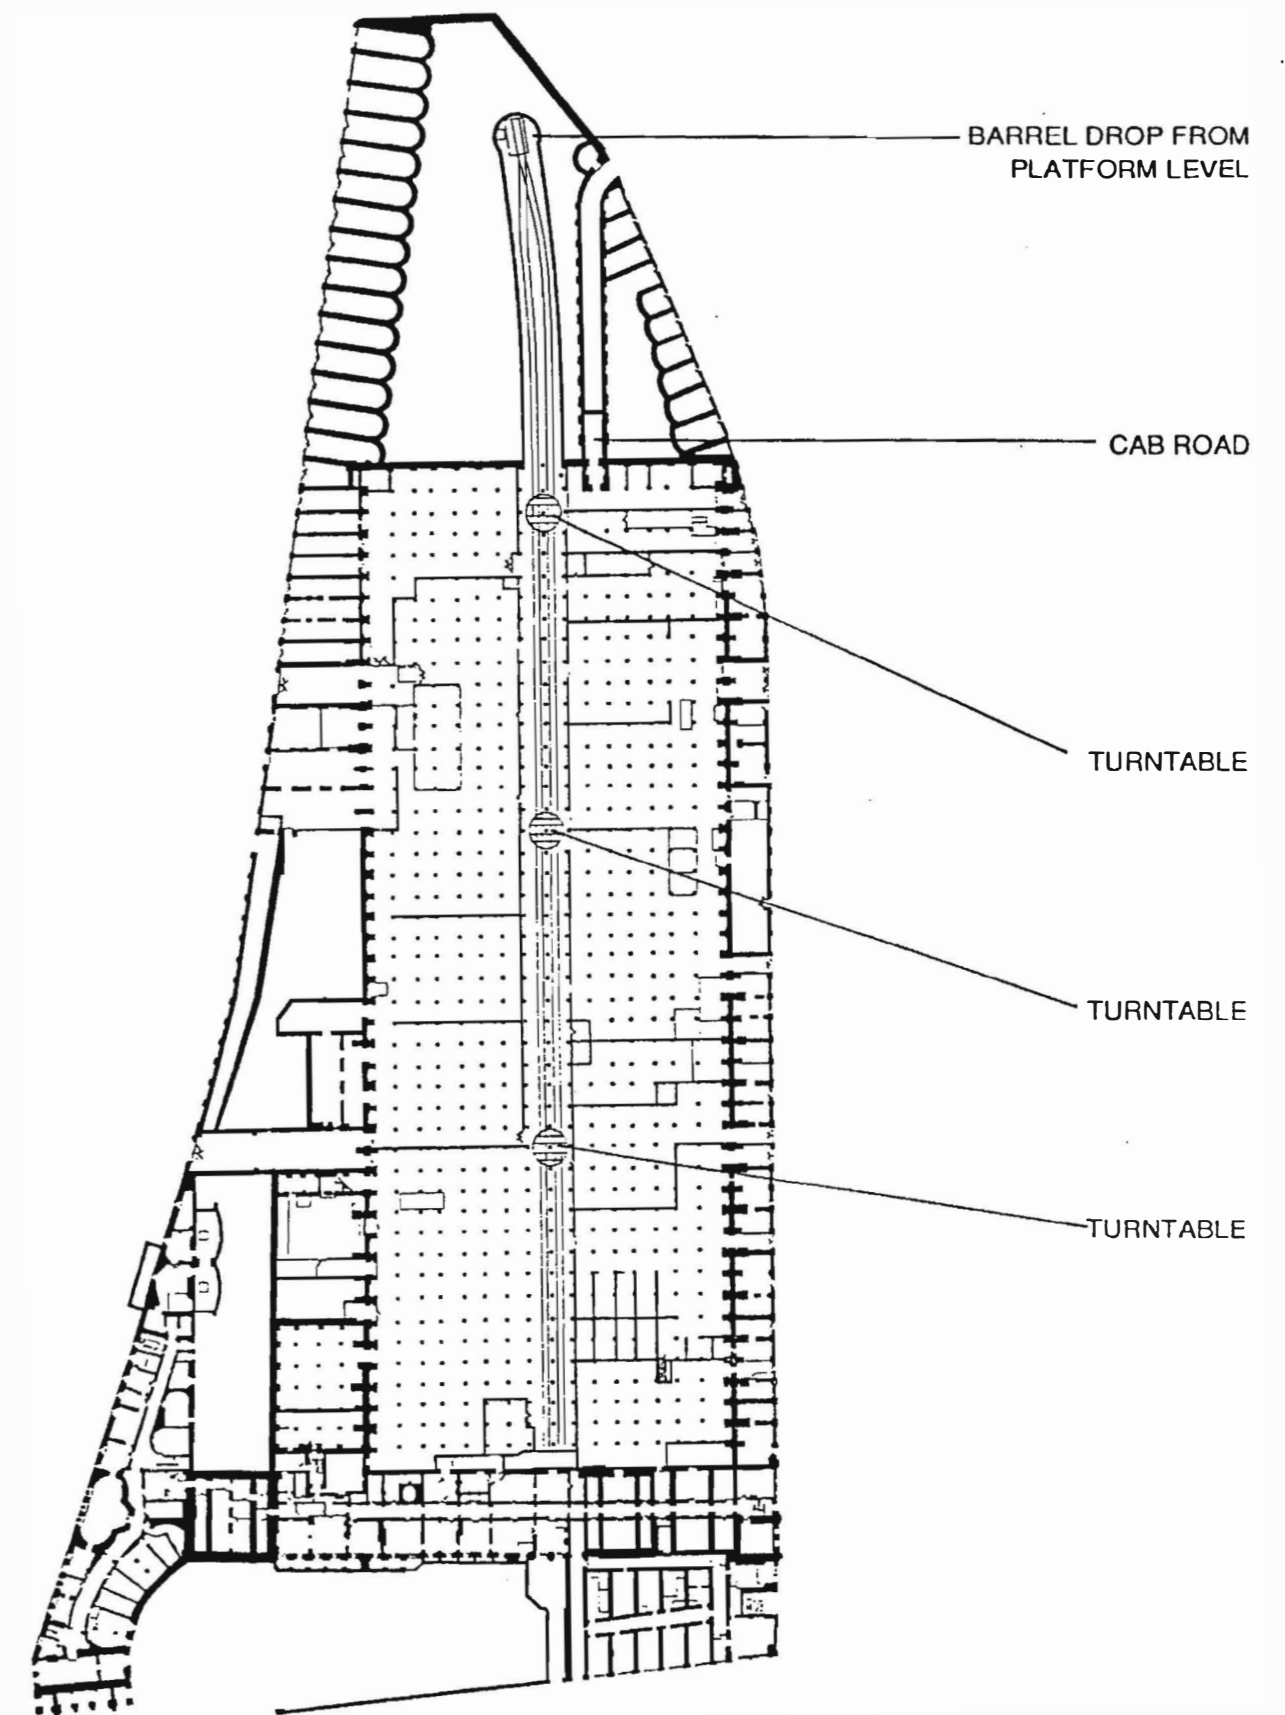 BARREL DROP FROM
PLATFORM LEVEL
CAB ROAD
TURNTABLE
TURNTABLE
TURNTABLE